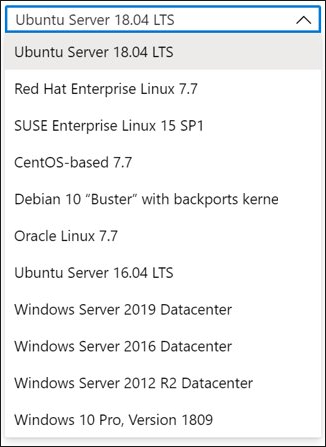 Ubuntu Server 18.04 LTS
Ubuntu Server 18.04 LTS
Red Hat Enterprise Linux 7.7
SUSE Enterprise Linux 15 SP1
CentOS-based 7.7
Debian 10 “Buster” with backports kerne
Oracle Linux 7.7
Ubuntu Server 16.04 LTS
Windows Server 2019 Datacenter
Windows Server 2016 Datacenter
Windows Server 2012 R2 Datacenter
Windows 10 Pro, Version 1809